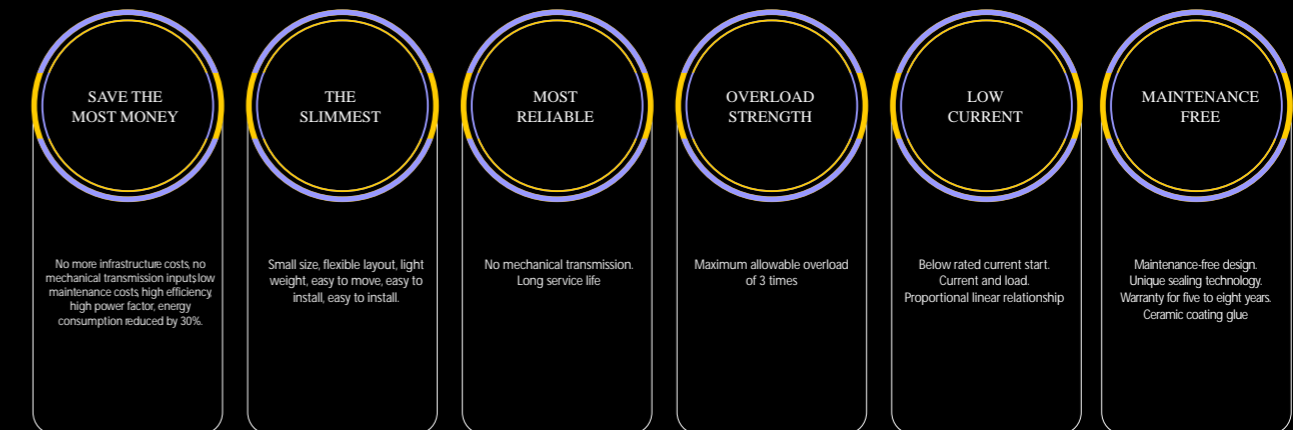 SAVE THE
MOST MONEY
No more infrastructure costs, no
mechanical transmission inputs, low
maintenance costs, high efficiency,
high power factor, energy
consumption reduced by 30%.
THE
SLIMMEST
Small size, flexible layout, light
weight, easy to move, easy to
install, easy to install.
MOST
RELIABLE
No mechanical transmission.
Long service life
OVERLOAD
STRENGTH
Maximum allowable overload
of 3 times
LOW
CURRENT
Below rated current start.
Current and load.
Proportional linear relationship
MAINTENANCE
FREE
Maintenance-free design.
Unique sealing technology.
Warranty for five to eight years.
Ceramic coating glue